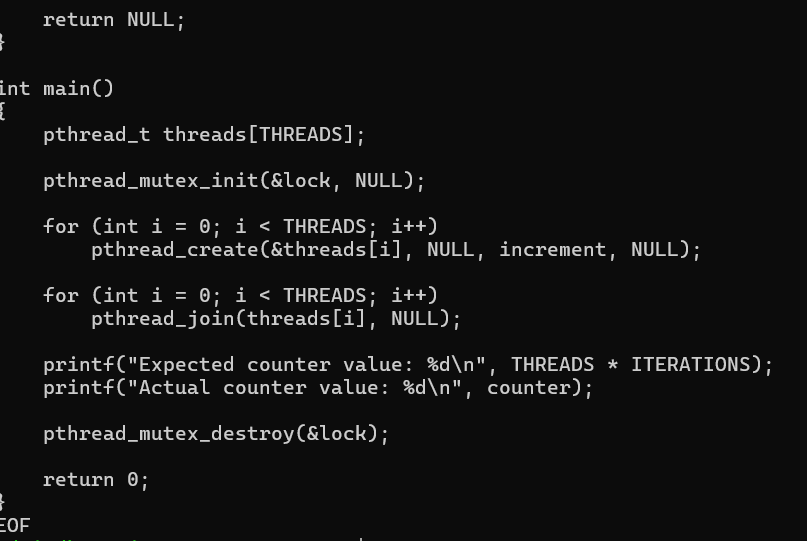 return NULL;
}
int main()
{
    pthread_t threads[THREADS];
    pthread_mutex_init(&lock, NULL);
    for (int i = 0; i < THREADS; i++)
        pthread_create(&threads[i], NULL, increment, NULL);
    for (int i = 0; i < THREADS; i++)
        pthread_join(threads[i], NULL);
    printf("Expected counter value: %d\n", THREADS * ITERATIONS);
    printf("Actual counter value: %d\n", counter);
    pthread_mutex_destroy(&lock);
    return 0;
}
EOF